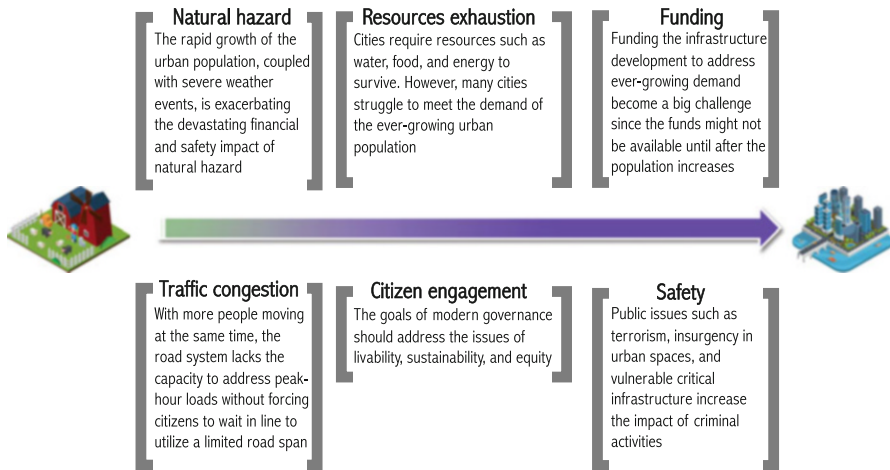 Natural hazard
The rapid growth of the
urban population, coupled
with severe weather
events, is exacerbating
the devastating financial
and safety impact of
natural hazard
Resources exhaustion
Cities require resources such as
water, food, and energy to
survive. However, many cities
struggle to meet the demand of
the ever-growing urban
population
Funding
Funding the infrastructure
development to address
ever-growing demand
become a big challenge
since the funds might not
be available until after the
population increases
Traffic congestion
With more people moving
at the same time, the
road system lacks the
capacity to address peak-
hour loads without forcing
citizens to wait in line to
utilize a limited road span
Citizen engagement
The goals of modern governance
should address the issues of
livability, sustainability, and equity
Safety
Public issues such as
terrorism, insurgency in
urban spaces, and
vulnerable critical
infrastructure increase
the impact of criminal
activities